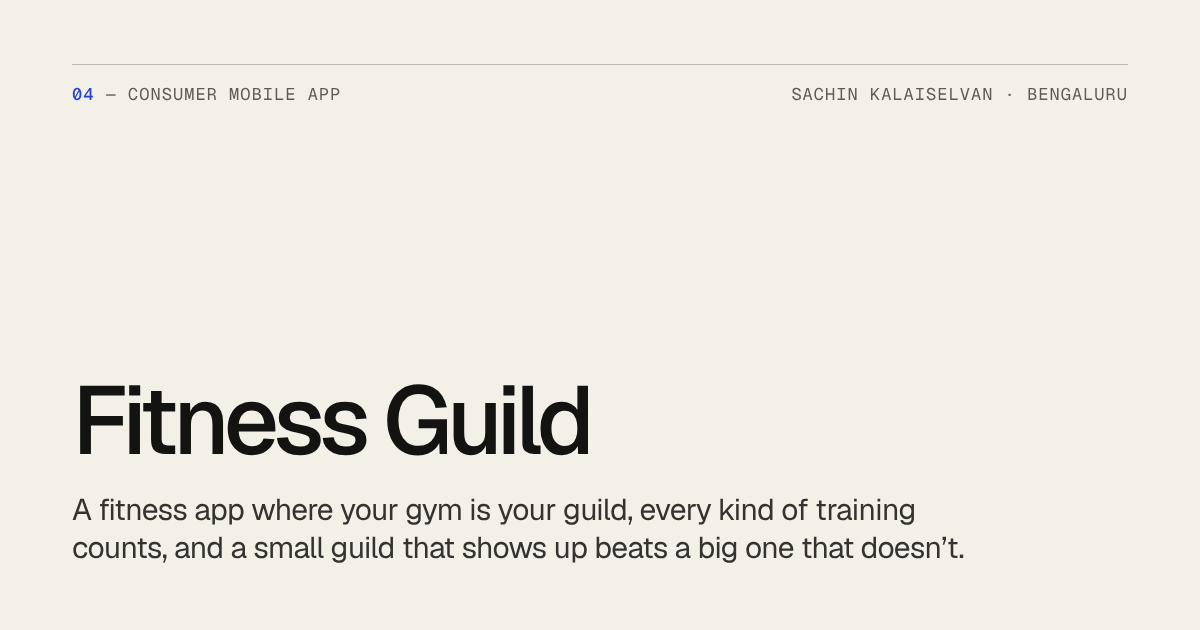 04 — CONSUMER MOBILE APP
SACHIN KALAISELVAN · BENGALURU
Fitness Guild
A fitness app where your gym is your guild, every kind of training
counts, and a small guild that shows up beats a big one that doesn’t.